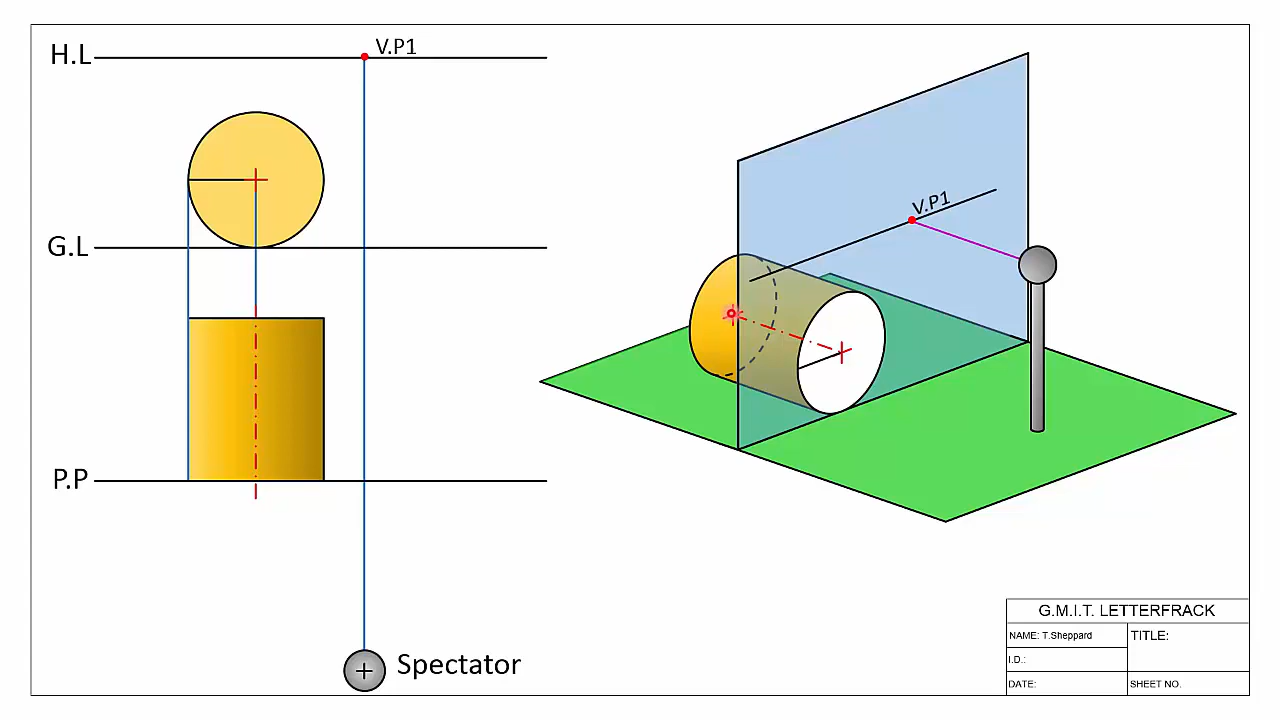 H.L
V.P1
G.L
P.P
Spectator
V.P1
G.M.I.T. LETTERFRACK
NAME: T.Sheppard
TITLE:
I.D.:
DATE:
SHEET NO.